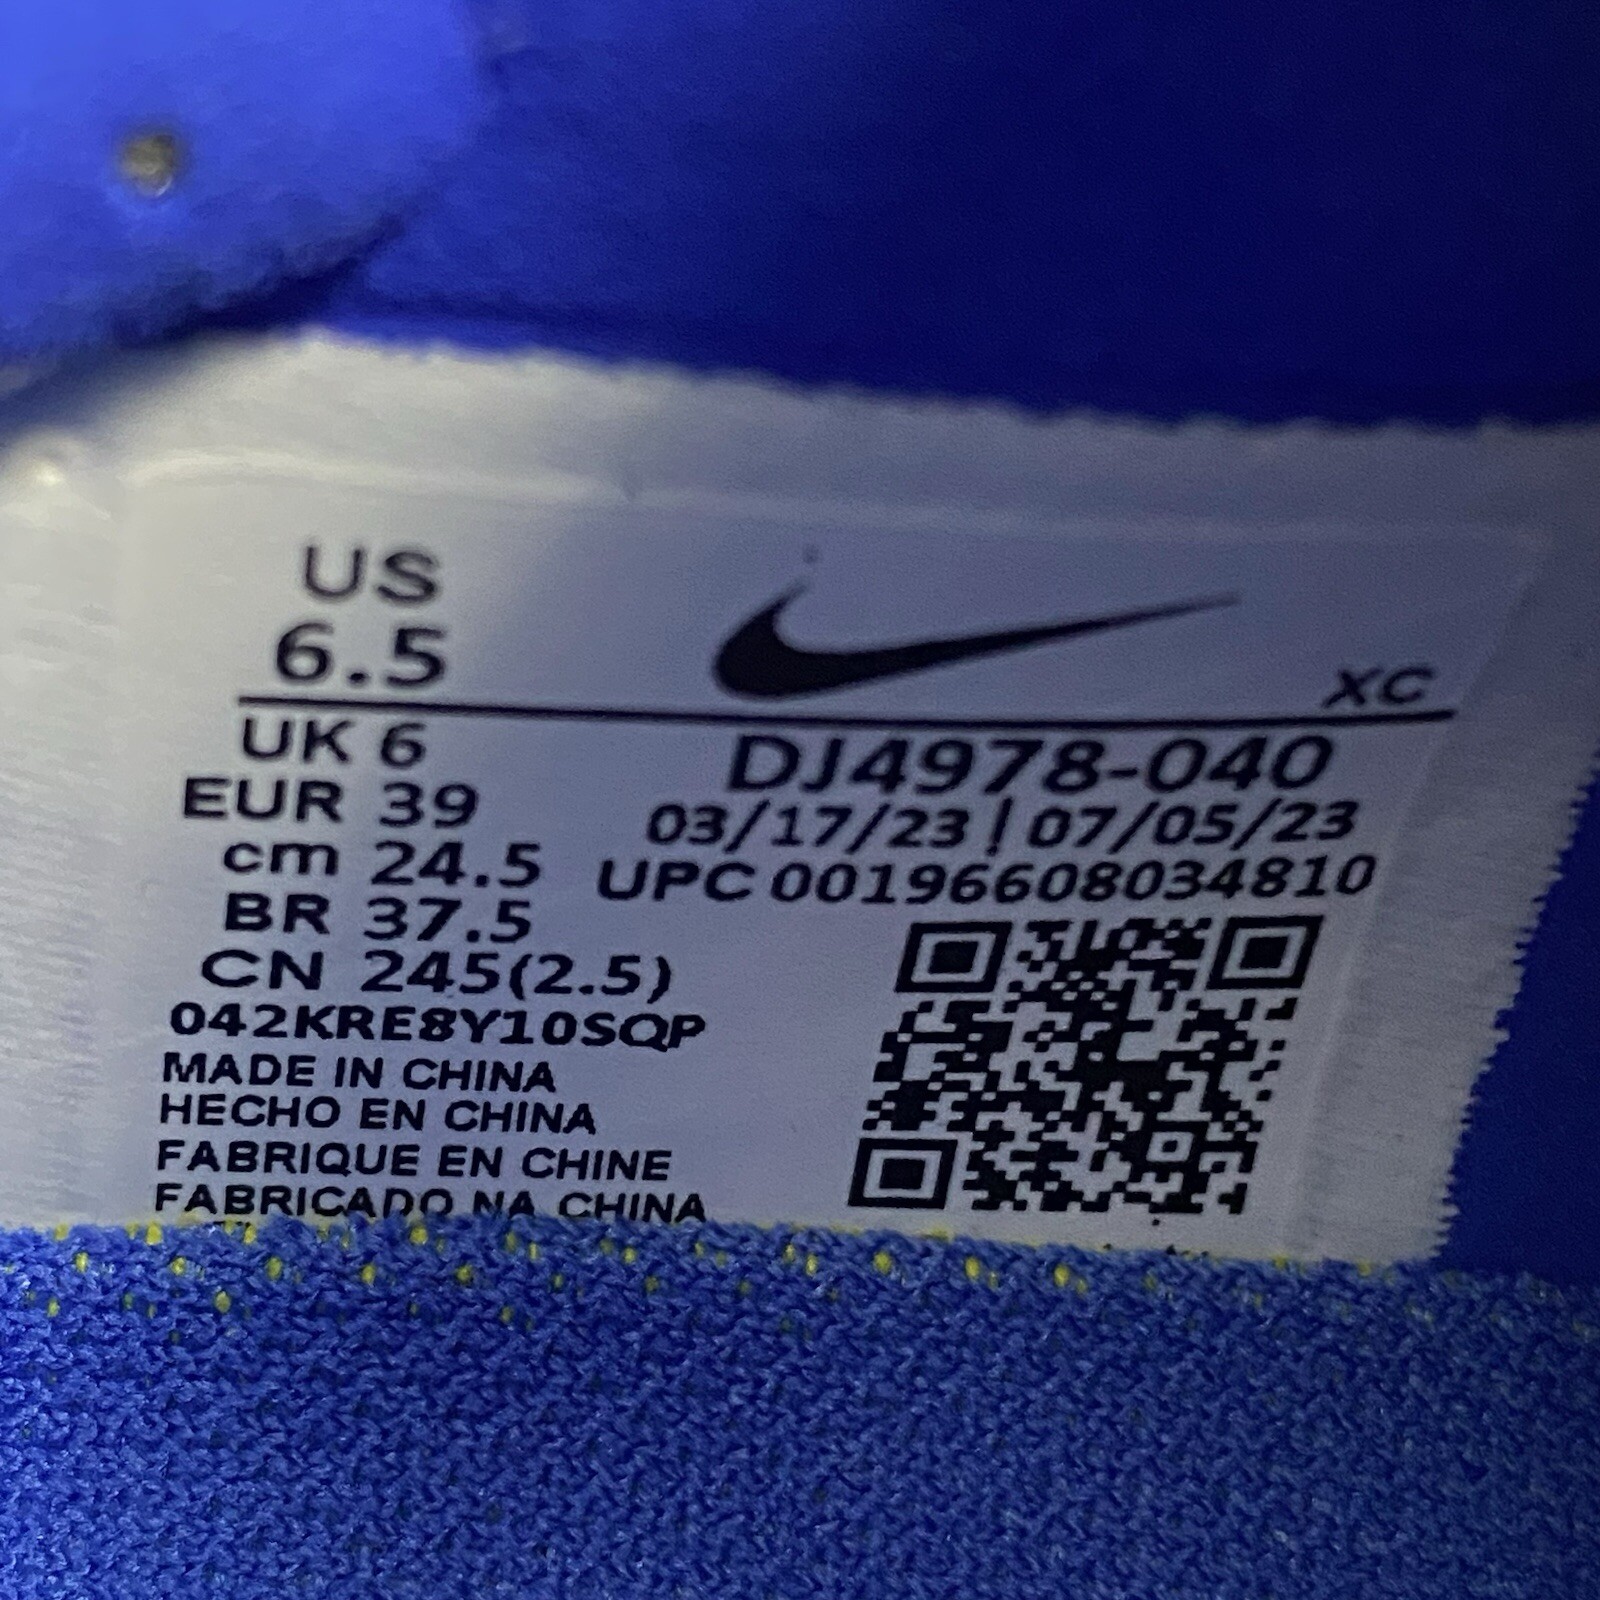 US
6.5
XC
UK 6
EUR 39
cm 24.5
BR 37.5
CN 245(2.5)
DJ4978-040
03/17/23 | 07/05/23
UPC 00196608034810
042KRE8Y10SQP
MADE IN CHINA
HECHO EN CHINA
FABRIQUE EN CHINE
FABRICADO NA CHINA